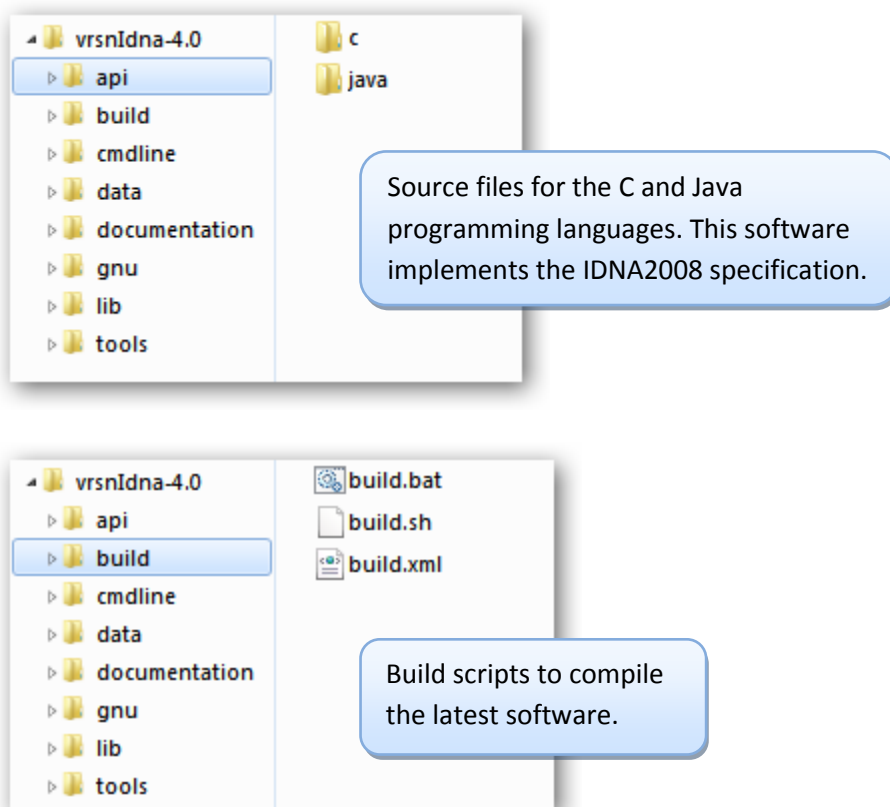 vrsnIdna-4.0
api
build
cmdline
data
documentation
gnu
lib
tools
c
java
Source files for the C and Java
programming languages. This software
implements the IDNA2008 specification.
vrsnIdna-4.0
api
build
cmdline
data
documentation
gnu
lib
tools
build.bat
build.sh
build.xml
Build scripts to compile
the latest software.